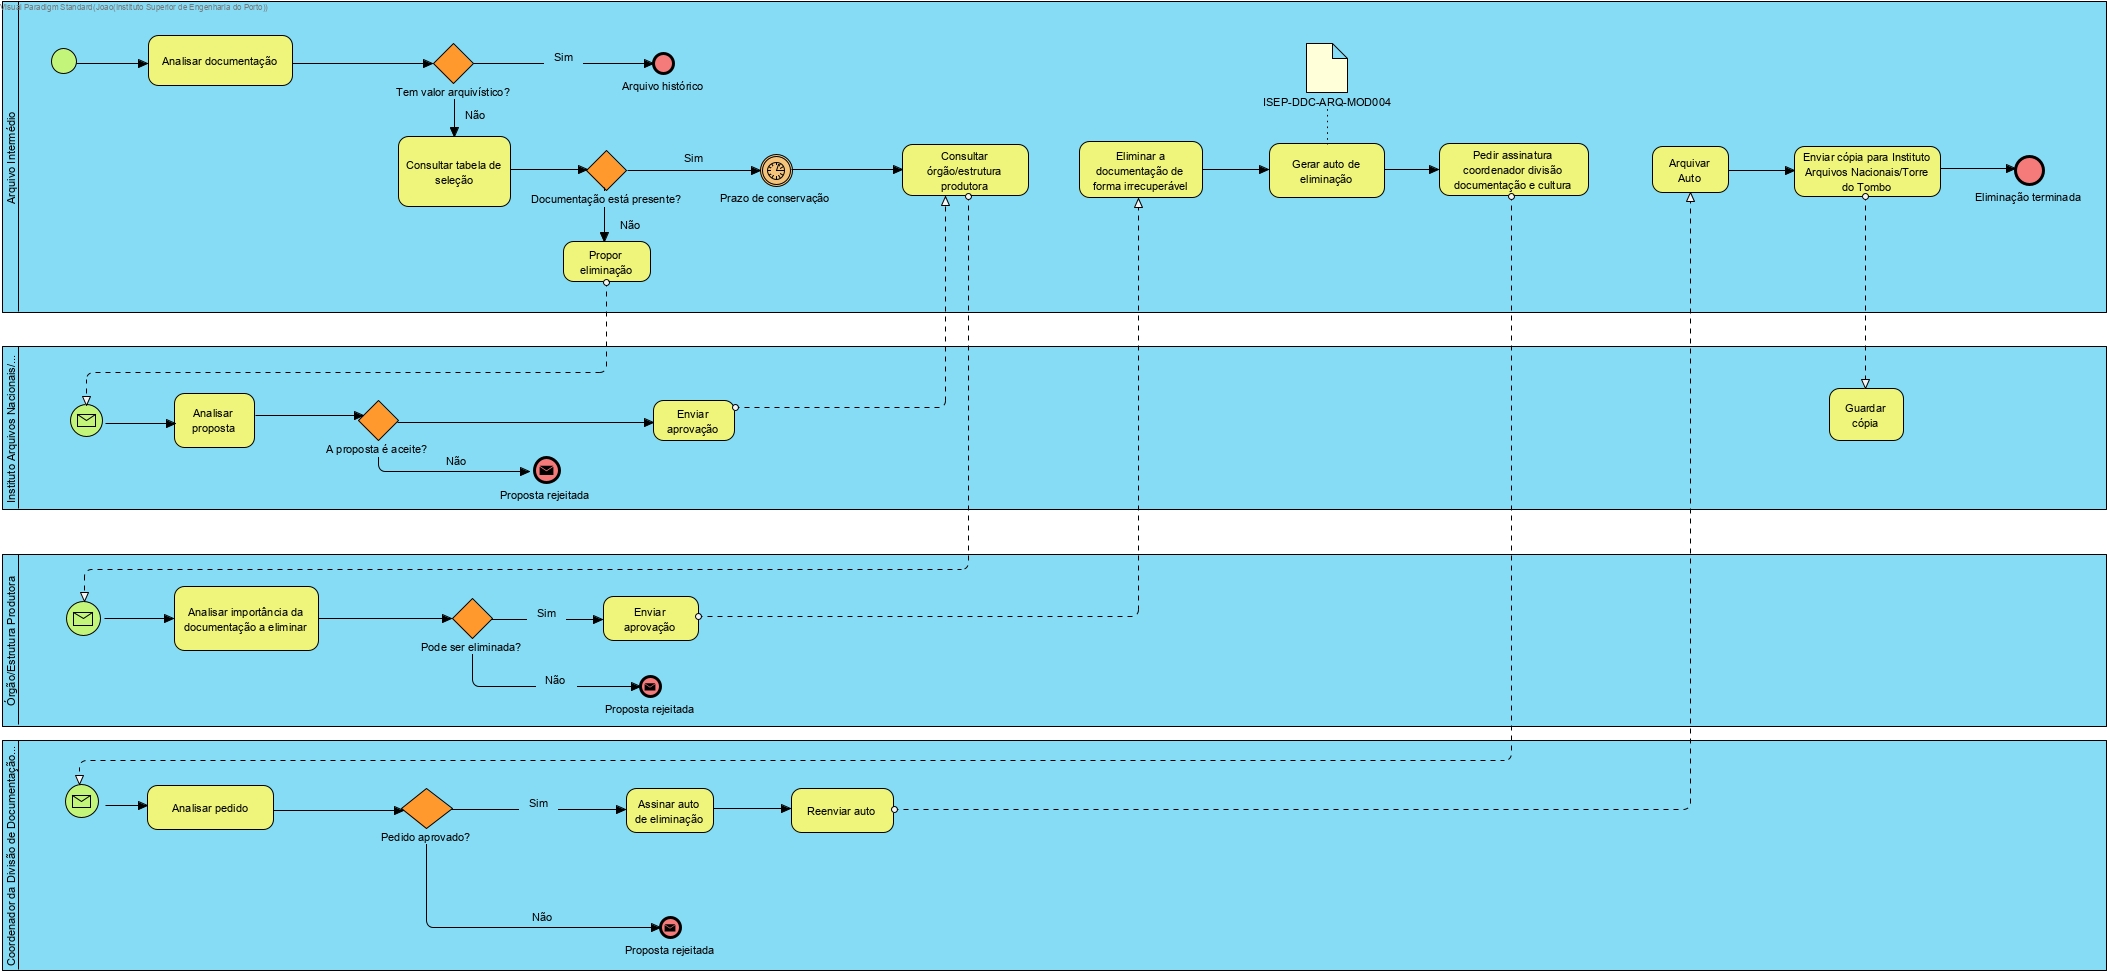 Visual Paradigm Standard(Joao(Instituto Superior de Engenharia do Porto))
Arquivo Intermédio
Analisar documentação
Tem valor arquivístico?
Sim
Arquivo histórico
Não
Consultar tabela de
seleção
Documentação está presente?
Sim
Prazo de conservação
Não
Propor
eliminação
Consultar
órgão/estrutura
produtora
Eliminar a
documentação de
forma irrecuperável
ISEP-DDC-ARQ-MOD004
Gerar auto de
eliminação
Pedir assinatura
coordenador divisão
documentação e cultura
Arquivar
Auto
Enviar cópia para Instituto
Arquivos Nacionais/Torre
do Tombo
Eliminação terminada
Instituto Arquivos Nacionais/...
Analisar
proposta
A proposta é aceite?
Não
Proposta rejeitada
Enviar
aprovação
Guardar
cópia
Órgão/Estrutura Produtora
Analisar importância da
documentação a eliminar
Pode ser eliminada?
Sim
Enviar
aprovação
Não
Proposta rejeitada
Coordenador da Divisão de Documentação...
Analisar pedido
Pedido aprovado?
Sim
Assinar auto
de eliminação
Reenviar auto
Não
Proposta rejeitada